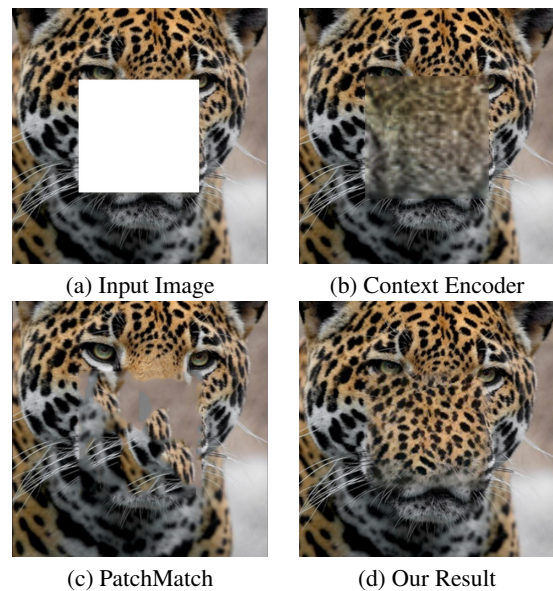 (a) Input Image
(b) Context Encoder
(c) PatchMatch
(d) Our Result